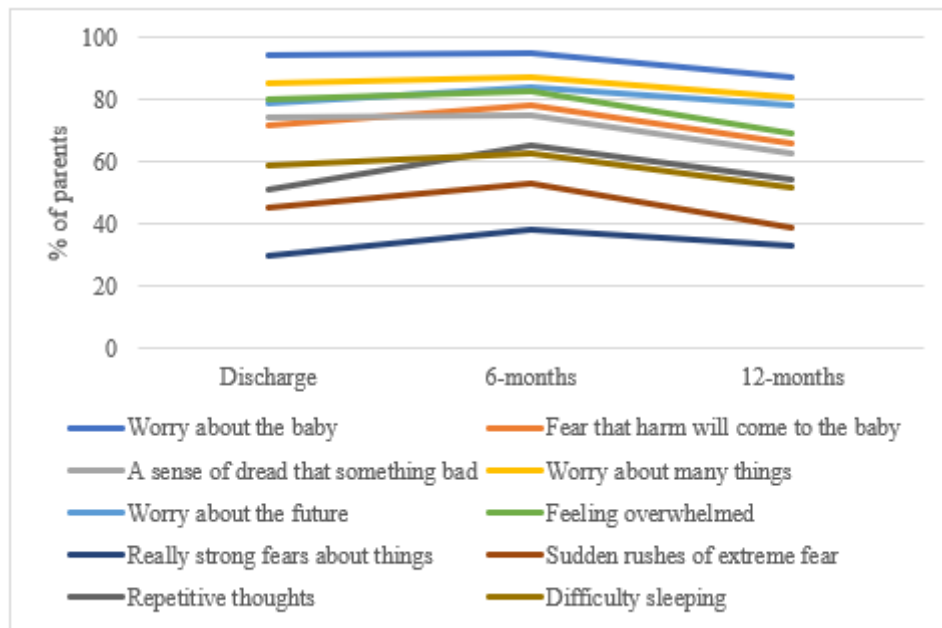 100
80
60
40
20
0
% of parents
Discharge 6-months 12-months
Worry about the baby Fear that harm will come to the baby
A sense of dread that something bad Worry about many things
Worry about the future Feeling overwhelmed
Really strong fears about things Sudden rushes of extreme fear
Repetitive thoughts Difficulty sleeping